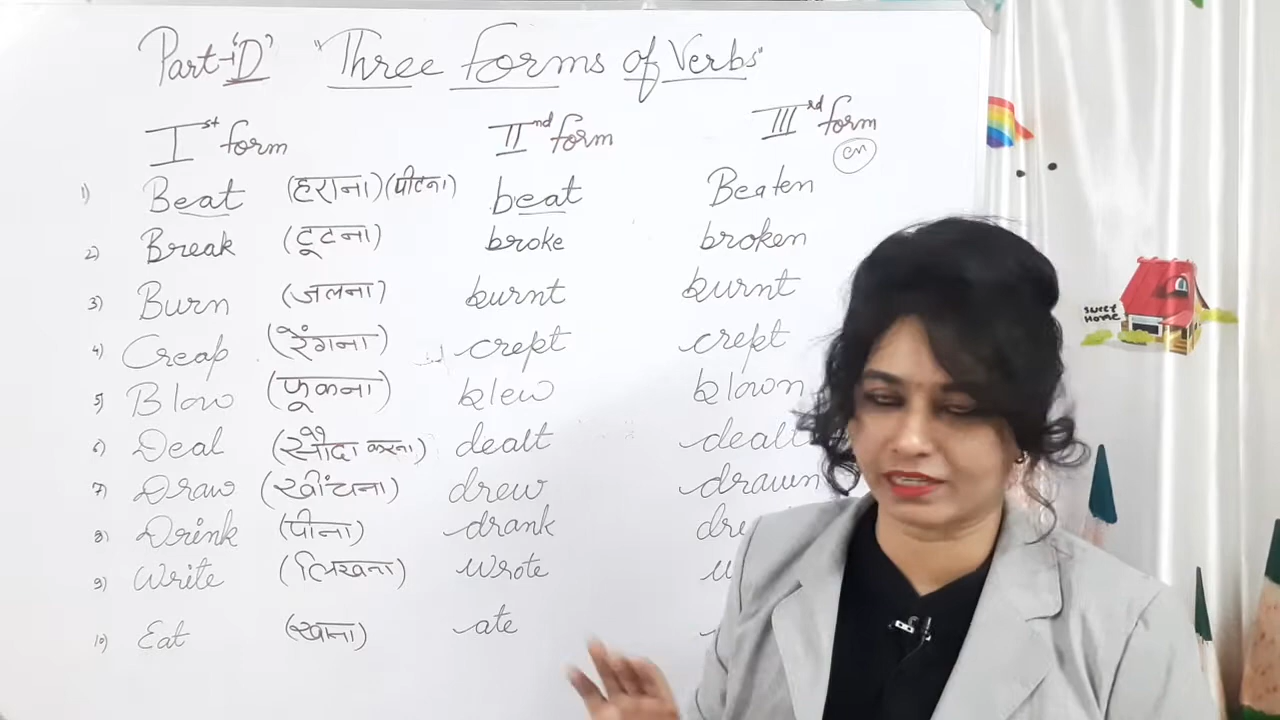 Part-'D' "Three forms of Verbs"
Ist form IInd form IIIrd form
en
1) Beat (हराना) (पीटना) beat Beaten
2) Break (टूटना) broke broken
3) Burn (जलना) burnt burnt
4) Creap (रेंगना) crept crept
5) Blow (फूकना) blew blown
6) Deal (सौदा करना) dealt dealt
7) Draw (खींचना) drew drawn
8) Drink (पीना) drank
9) Write (लिखना) wrote
10) Eat (खाना) ate
SWEET
HOME